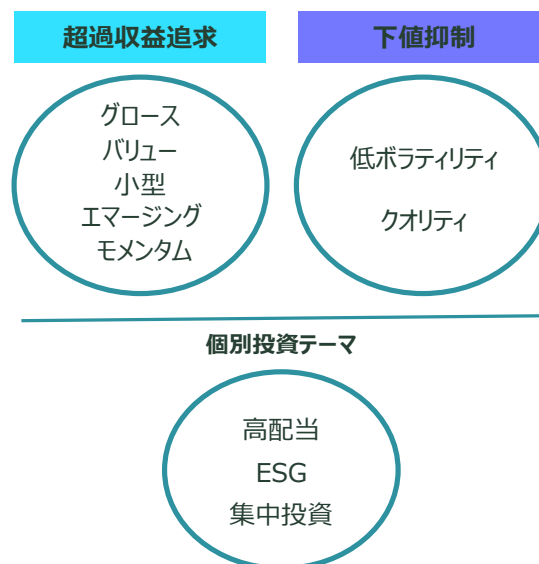 超過収益追求
グロース
バリュー
小型
エマージング
モメンタム
下値抑制
低ボラティリティ
クオリティ
個別投資テーマ
高配当
ESG
集中投資